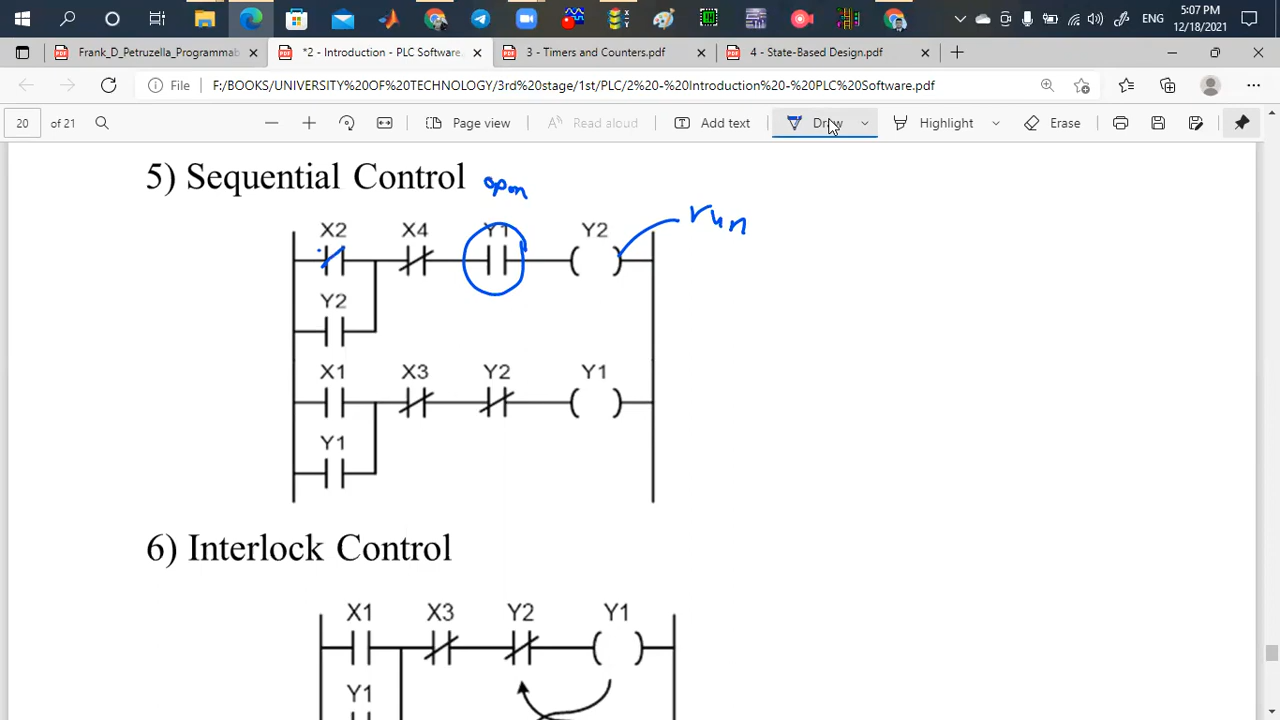 ENG 5:07 PM 12/18/2021
Frank_D_Petruzella_Programmab
*2 - Introduction - PLC Software.
3 - Timers and Counters.pdf
4 - State-Based Design.pdf
File F:/BOOKS/UNIVERSITY%20OF%20TECHNOLOGY/3rd%20stage/1st/PLC/2%20-%20Introduction%20-%20PLC%20Software.pdf
20 of 21 Page view Read aloud Add text Draw Highlight Erase
5) Sequential Control open
X2 X4 Y1 Y2 run
Y2
X1 X3 Y2 Y1
Y1
6) Interlock Control
X1 X3 Y2 Y1
Y1